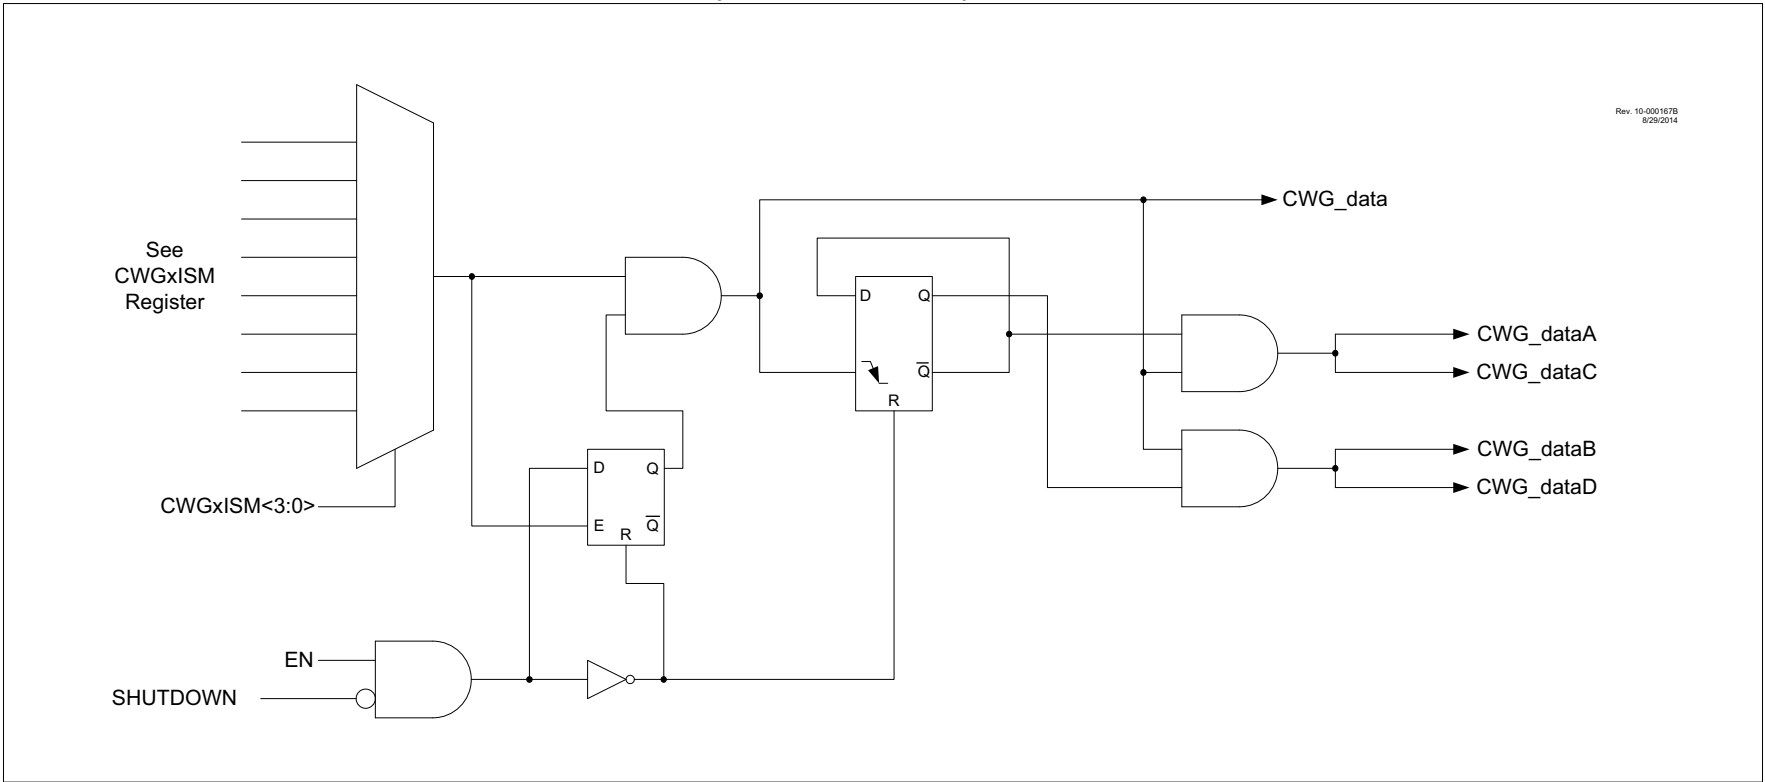 Rev. 10-000167B
8/29/2014
CWG_data
See
CWGxISM
Register
D
Q
Q
R
CWG_dataA
CWG_dataC
CWG_dataB
CWG_dataD
D
Q
E
R
Q
CWGxISM<3:0>
EN
SHUTDOWN